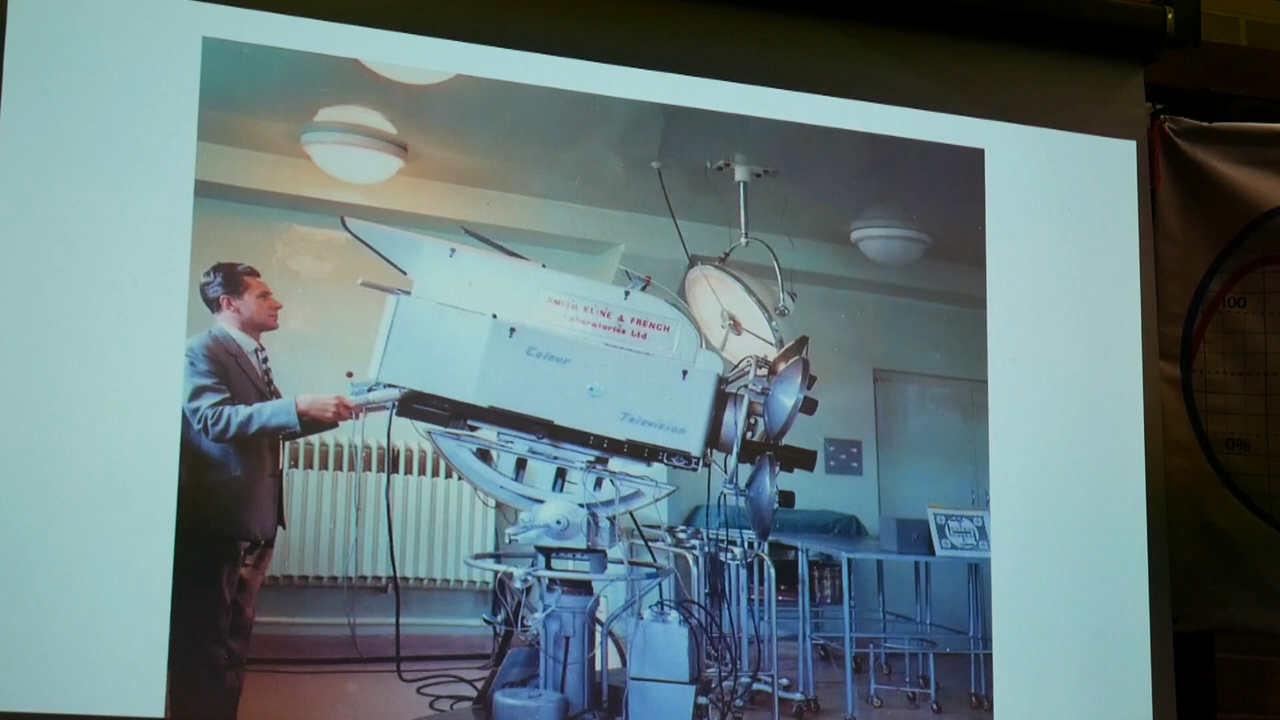 SMITH KLINE & FRENCH
Laboratories Ltd.
Colour
Television
100
0%